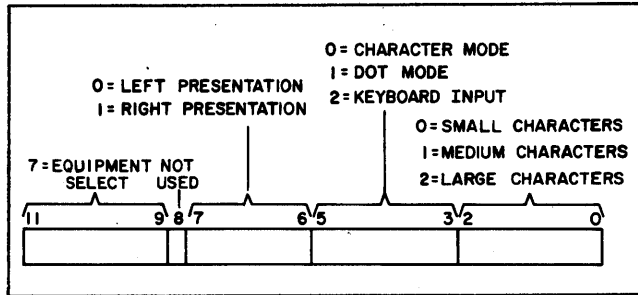 0= CHARACTER MODE
1= DOT MODE
2= KEYBOARD INPUT
0= LEFT PRESENTATION
1= RIGHT PRESENTATION
0= SMALL CHARACTERS
1= MEDIUM CHARACTERS
2= LARGE CHARACTERS
7= EQUIPMENT SELECT
NOT USED
11 9 8 7 6 5 3 2 0